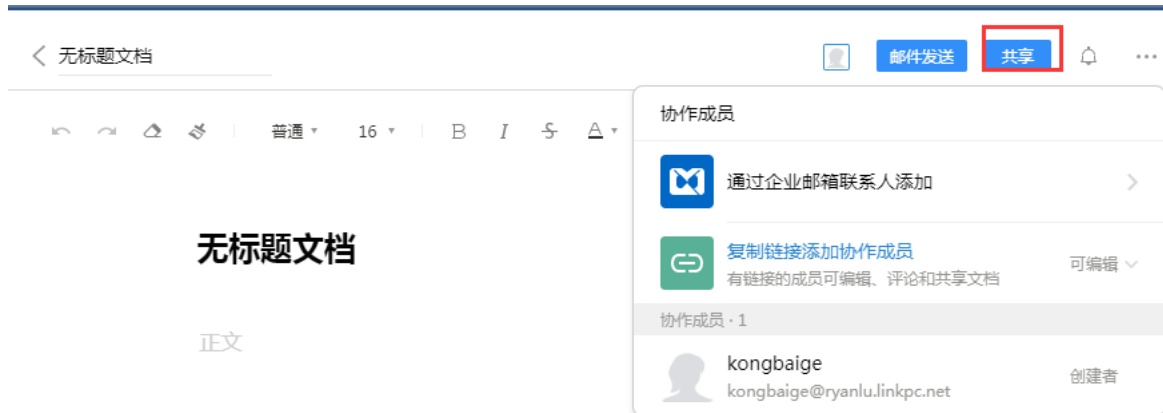 无标题文档
邮件发送
共享
普通
16
B
I
S
A
协作成员
通过企业邮箱联系人添加
复制链接添加协作成员
有链接的成员可编辑、评论和共享文档
可编辑
协作成员 · 1
kongbaige
kongbaige@ryanlu.linkpc.net
创建者
无标题文档
正文